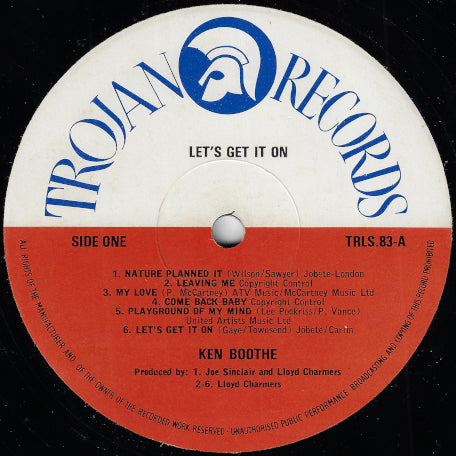 TROJAN RECORDS
LET'S GET IT ON
SIDE ONE
TRLS.83-A
1. NATURE PLANNED IT (Wilson/Sawyer) Jobete-London
2. LEAVING ME Copyright Control
3. MY LOVE (P. McCartney) ATV Music/McCartney Music Ltd
4. COME BACK BABY Copyright Control
5. PLAYGROUND OF MY MIND (Lee Pockriss/P. Vance)
United Artists Music Ltd
6. LET'S GET IT ON (Gaye/Townsend) Jobete/Carlin
KEN BOOTHE
Produced by: 1. Joe Sinclair and Lloyd Charmers
2-6. Lloyd Charmers
ALL RIGHTS OF THE MANUFACTURER AND OF THE OWNER OF THE RECORDED WORK RESERVED - UNAUTHORISED PUBLIC PERFORMANCE BROADCASTING AND COPYING OF THIS RECORD PROHIBITED